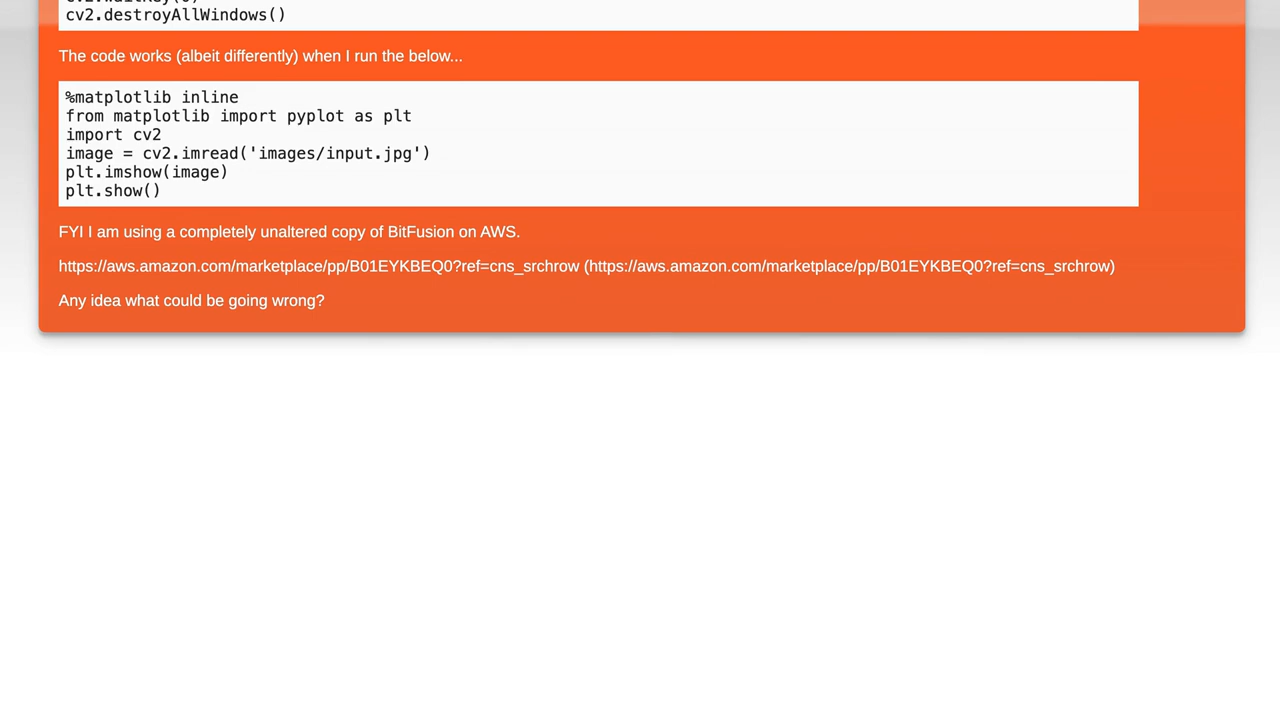 cv2.waitKey(0)
cv2.destroyAllWindows()
The code works (albeit differently) when I run the below...
%matplotlib inline
from matplotlib import pyplot as plt
import cv2
image = cv2.imread('images/input.jpg')
plt.imshow(image)
plt.show()
FYI I am using a completely unaltered copy of BitFusion on AWS.
https://aws.amazon.com/marketplace/pp/B01EYKBEQ0?ref=cns_srchrow (https://aws.amazon.com/marketplace/pp/B01EYKBEQ0?ref=cns_srchrow)
Any idea what could be going wrong?